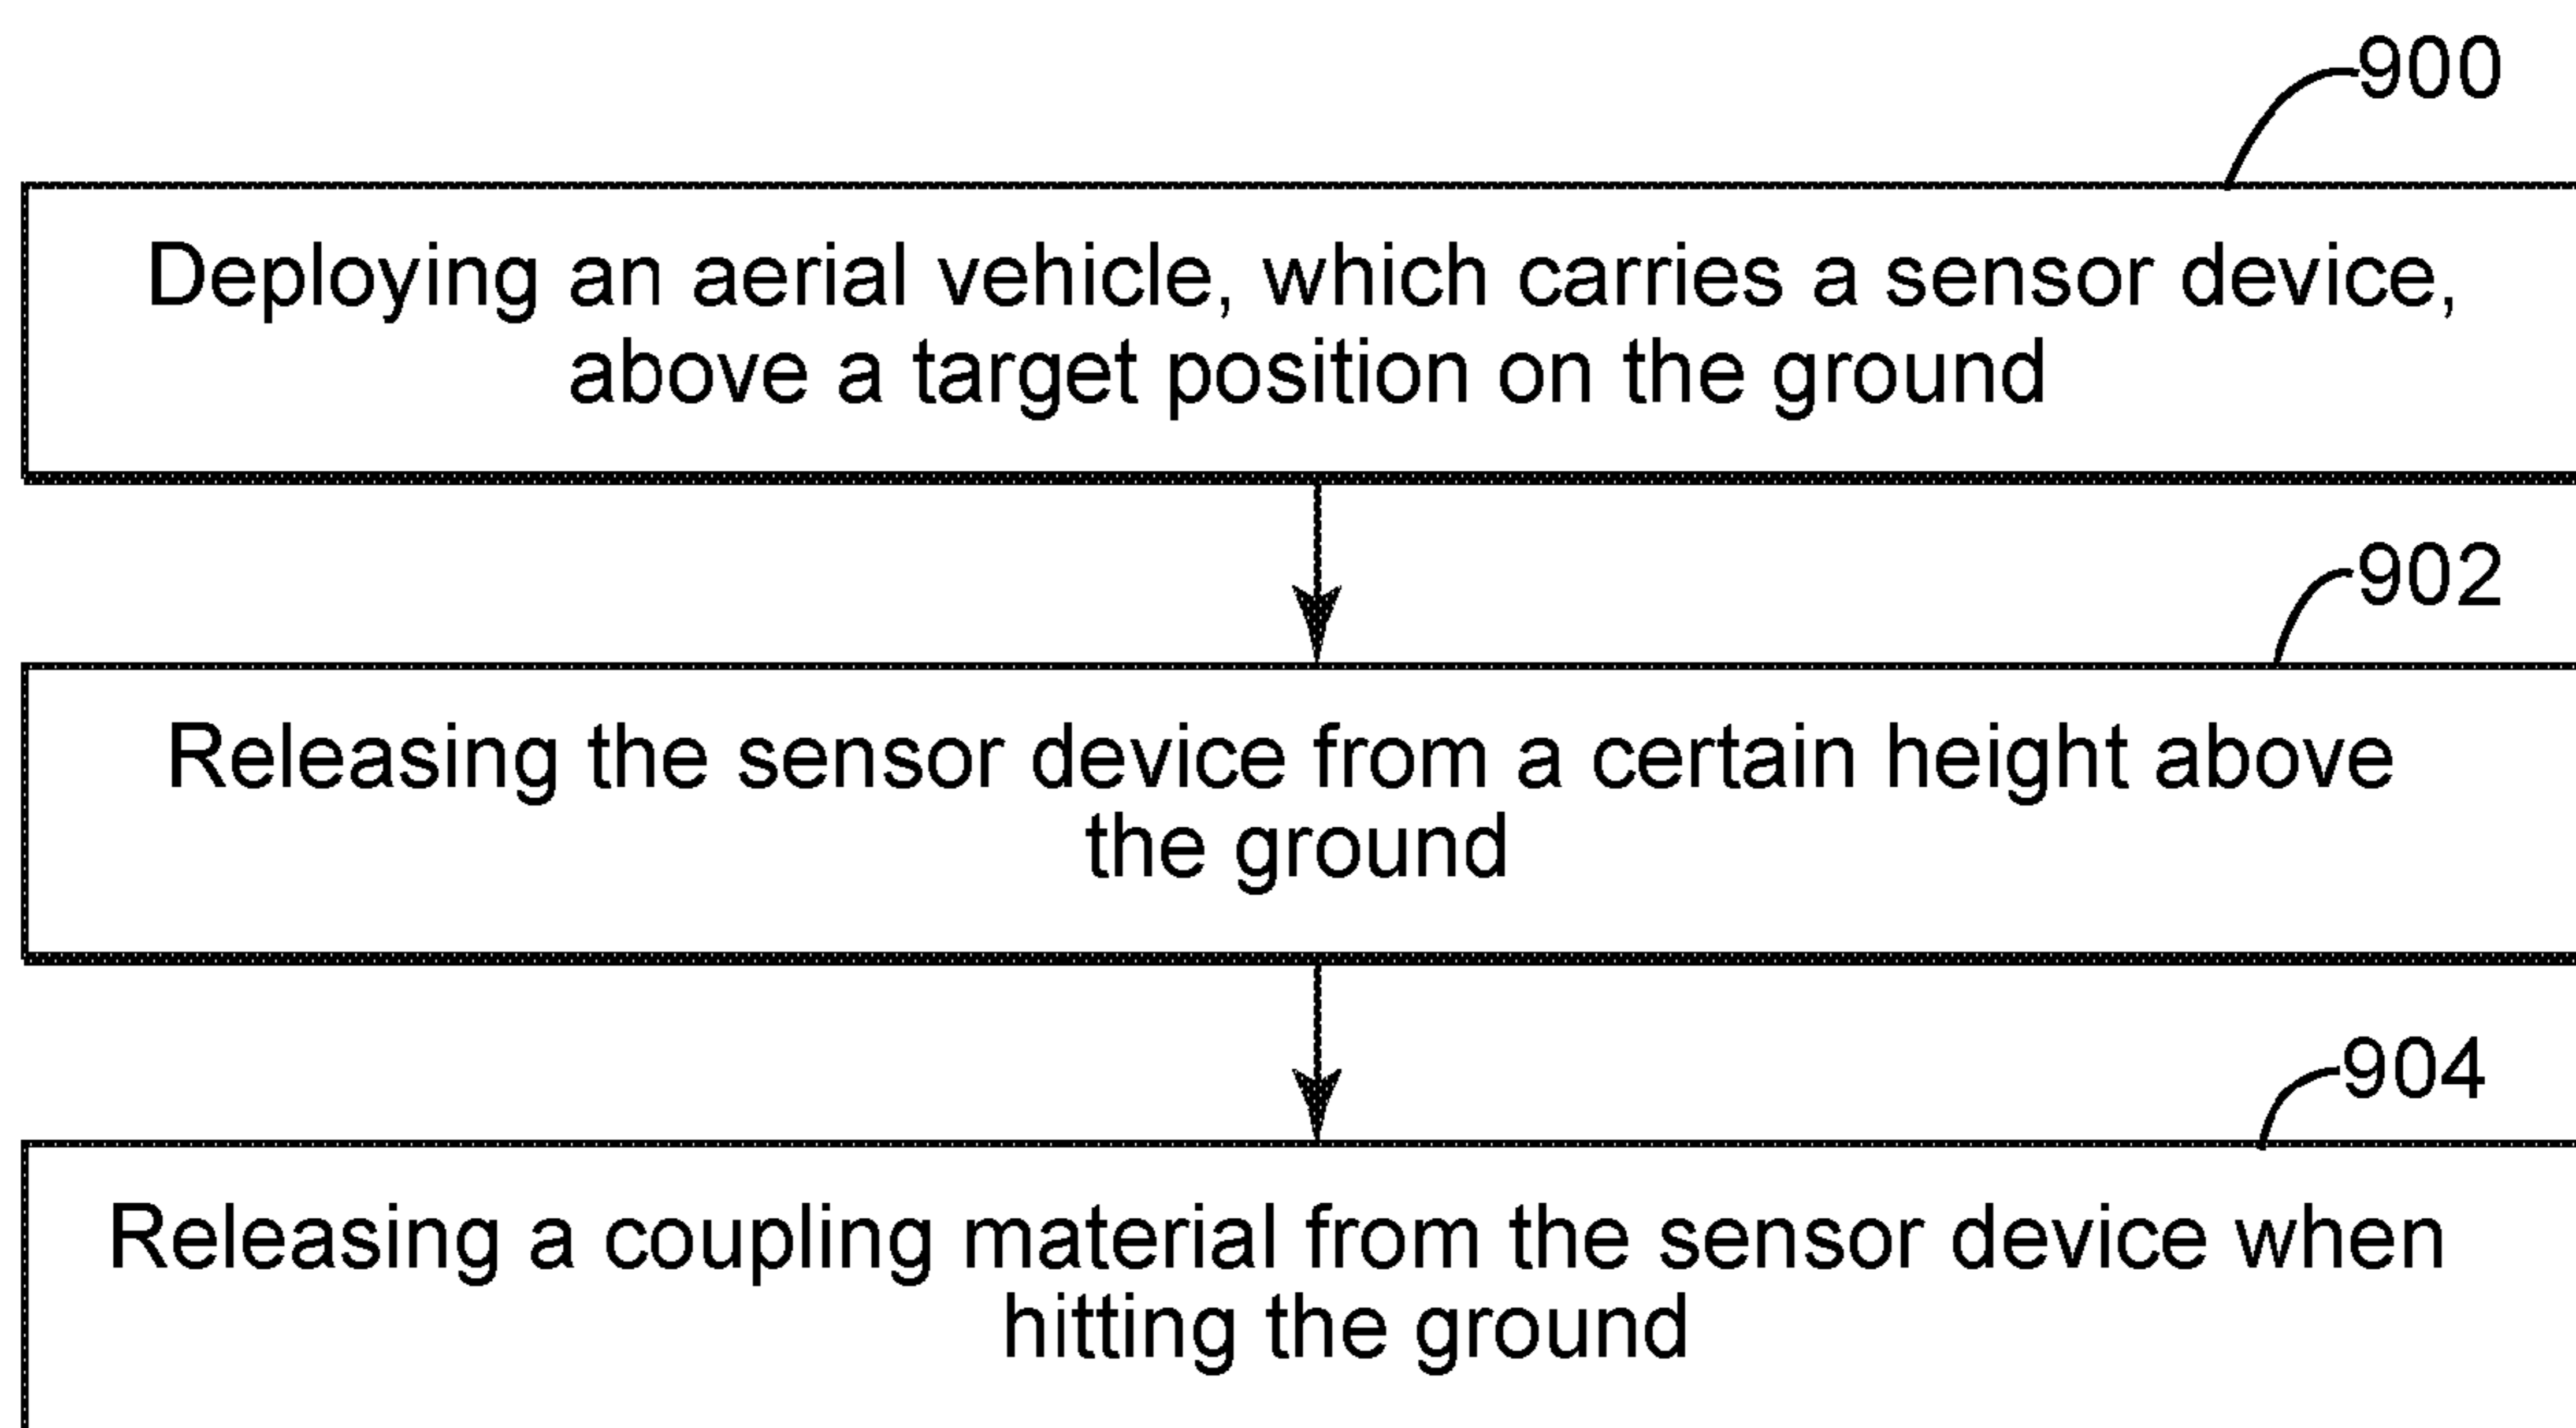 900
Deploying an aerial vehicle, which carries a sensor device,
above a target position on the ground
902
Releasing the sensor device from a certain height above
the ground
904
Releasing a coupling material from the sensor device when
hitting the ground